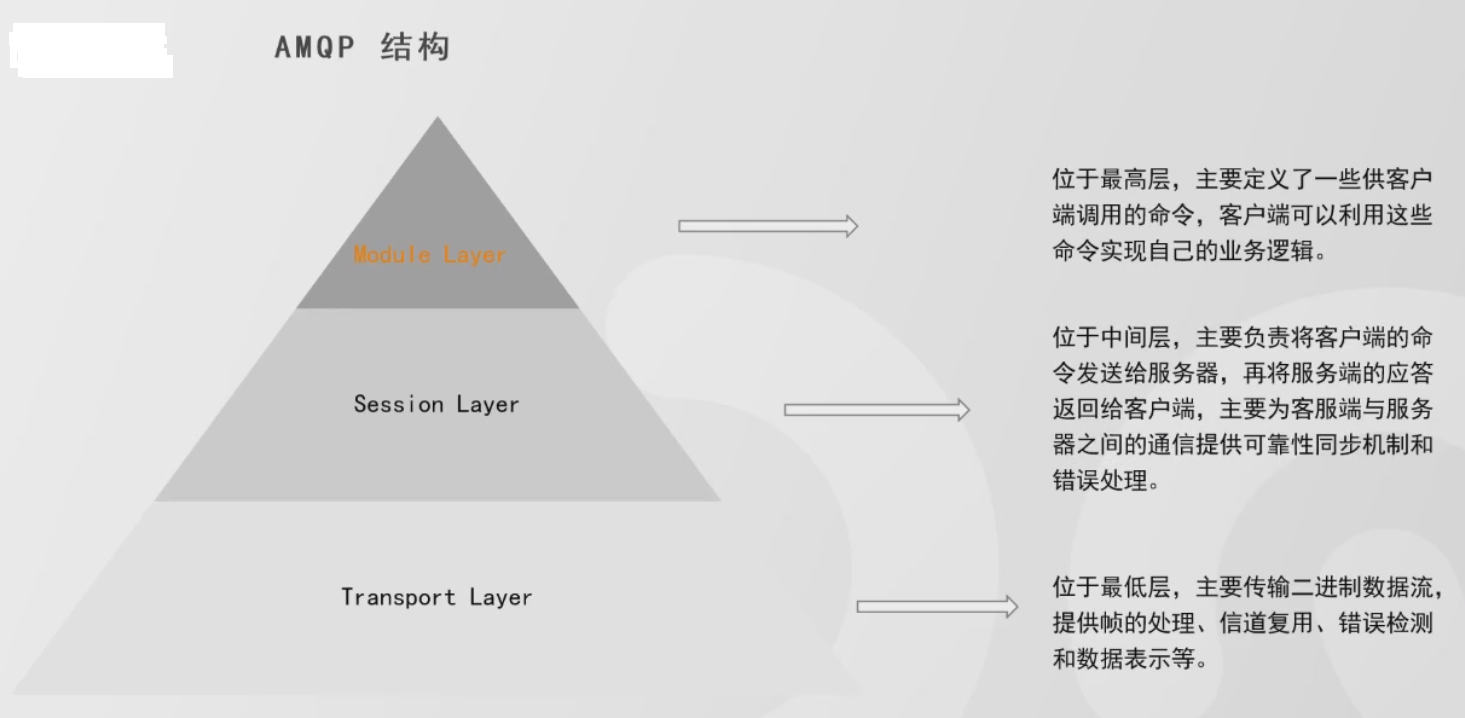 AMQP 结构
Module Layer
位于最高层，主要定义了一些供客户
端调用的命令，客户端可以利用这些
命令实现自己的业务逻辑。
Session Layer
位于中间层，主要负责将客户端的命
令发送给服务器，再将服务端的应答
返回给客户端，主要为客服端与服务
器之间的通信提供可靠性同步机制和
错误处理。
Transport Layer
位于最低层，主要传输二进制数据流，
提供帧的处理、信道复用、错误检测
和数据表示等。